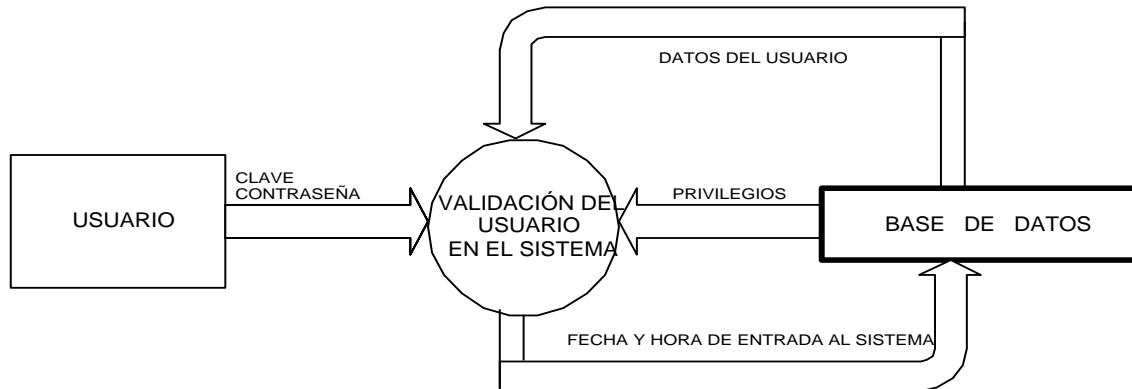 DATOS DEL USUARIO
CLAVE
CONTRASEÑA
USUARIO
VALIDACIÓN DEL
USUARIO
EN EL SISTEMA
PRIVILEGIOS
BASE DE DATOS
FECHA Y HORA DE ENTRADA AL SISTEMA